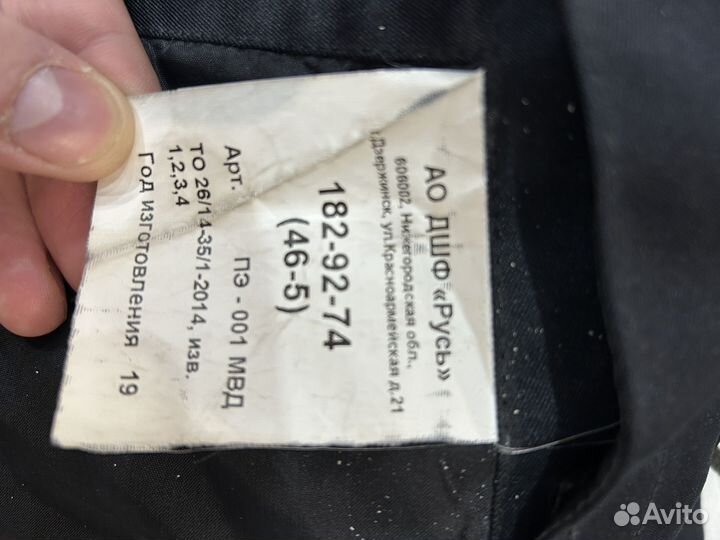 АО ДШФ «Русь»
606002, Нижегородская обл.,
г.Дзержинск, ул.Красноармейская д.21
182-92-74
(46-5)
Арт. ПЭ - 001 МВД
ТО 26/14-35/1-2014, изв.
1,2,3,4
Год изготовления 19
Avito